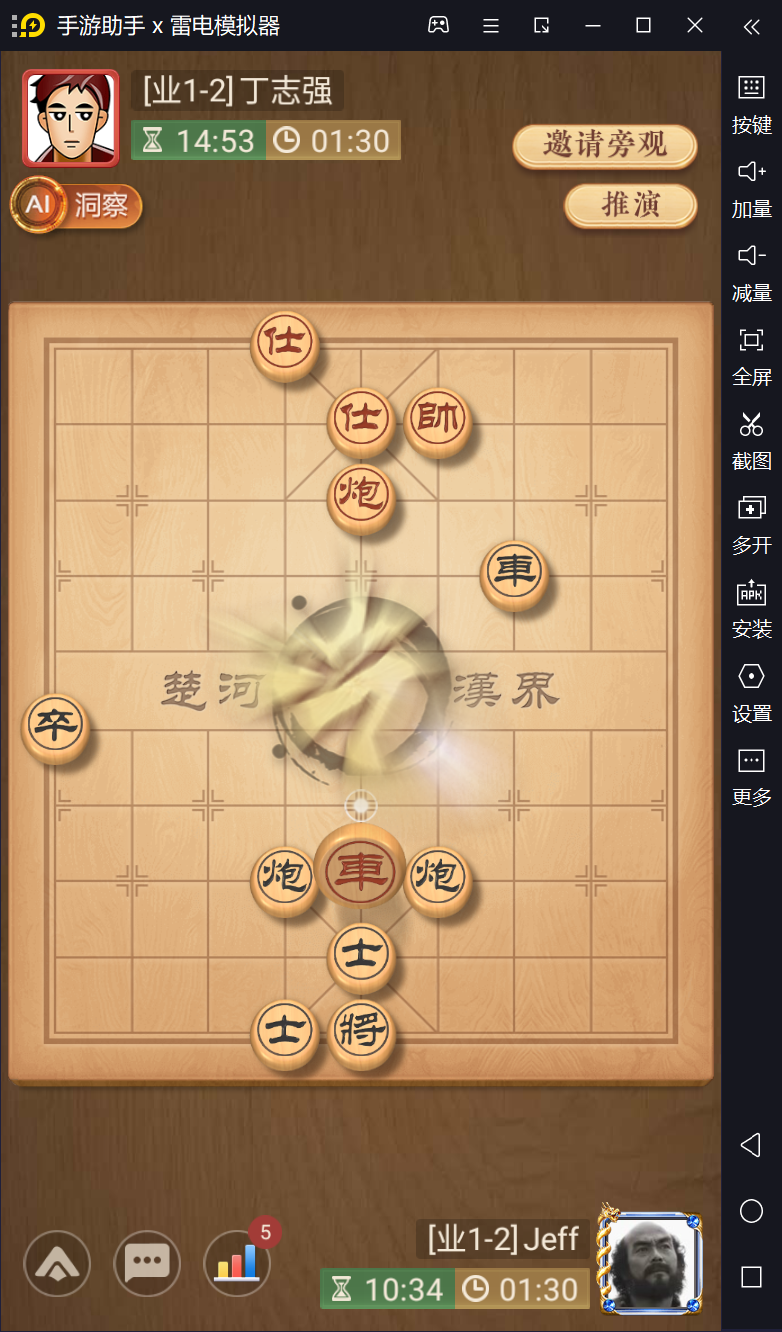 手游助手 x 雷电模拟器
[业1-2]丁志强
14:53 01:30
邀请旁观
AI 洞察
推演
仕
仕 帥
炮
車
楚河 漢界
卒
炮 車 炮
士
士 將
5
[业1-2]Jeff
10:34 01:30
按键
加量
减量
全屏
截图
多开
APK
安装
设置
更多